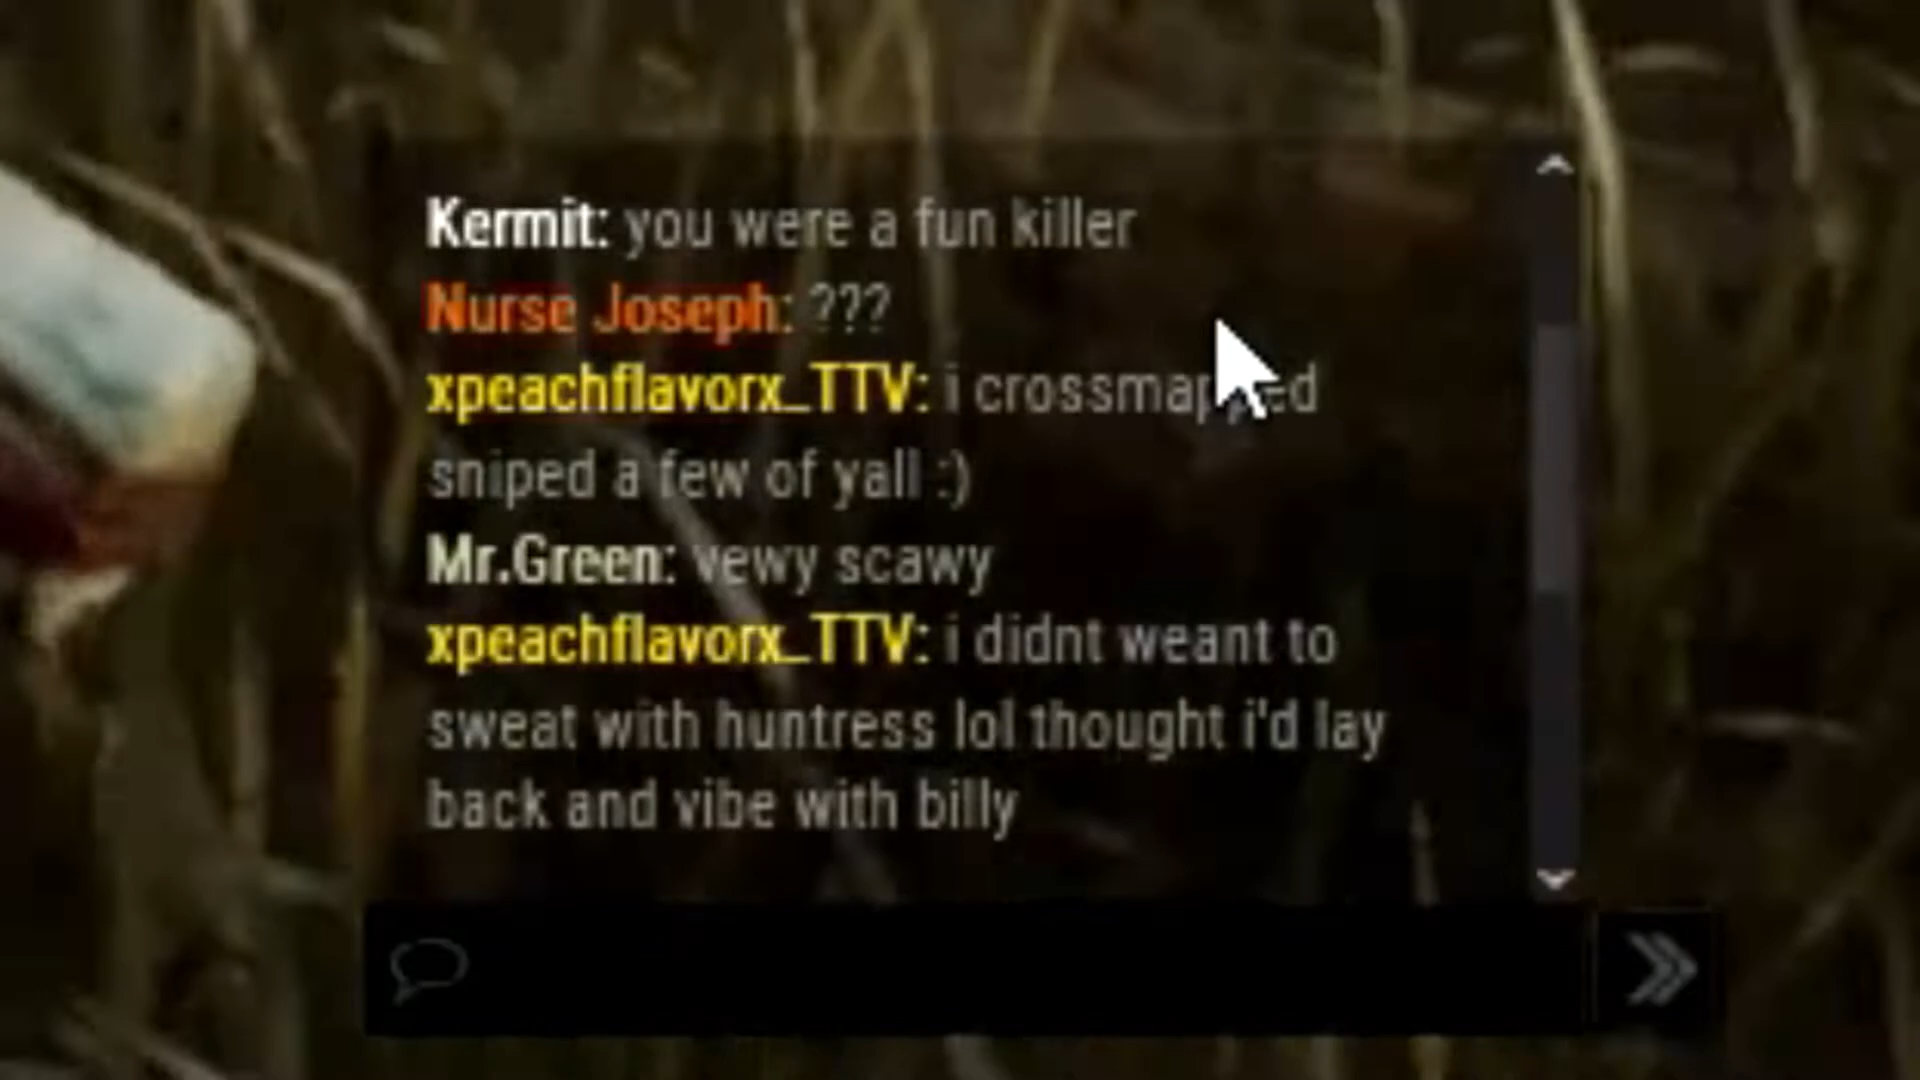 Kermit: you were a fun killer
Nurse Joseph: ???
xpeachflavorx_TTV: i crossmapped
sniped a few of yall :)
Mr.Green: vewy scawy
xpeachflavorx_TTV: i didnt weant to
sweat with huntress lol thought i'd lay
back and vibe with billy